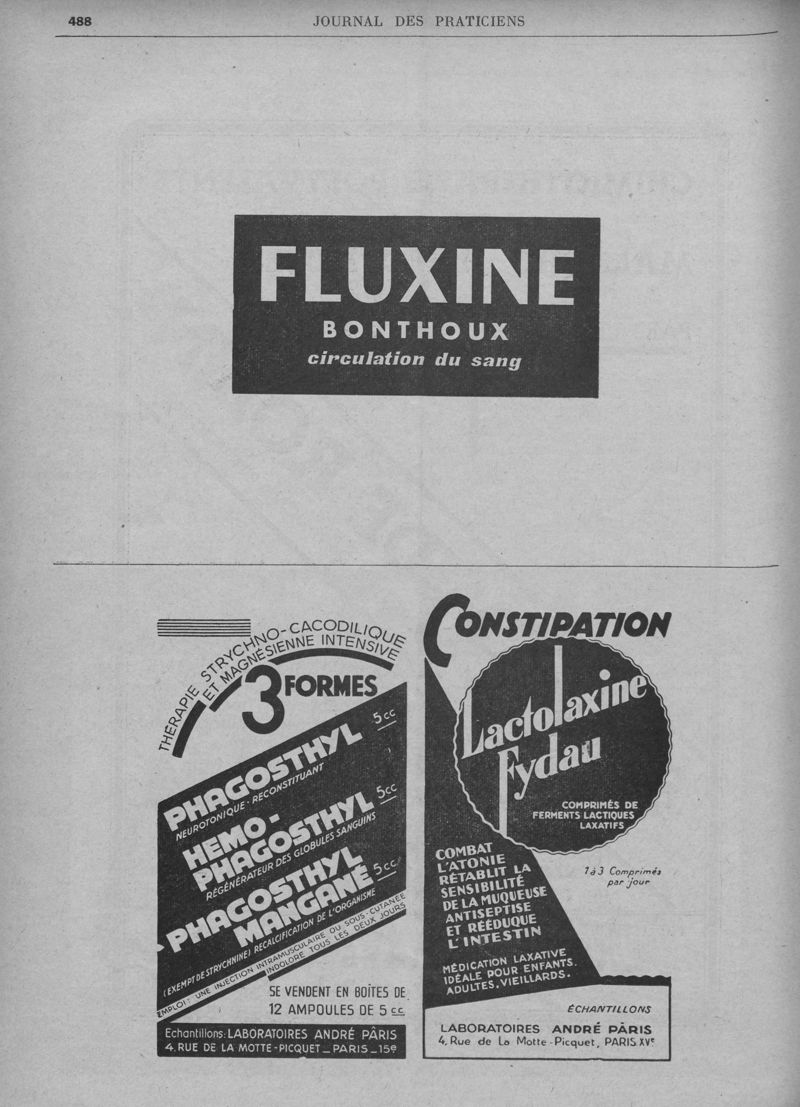 488
JOURNAL DES PRATICIENS
FLUXINE
BONTHOUX
circulation du sang
THÉRAPIE STRYCHNO-CACODILIQUE
ET MAGNÉSIENNE INTENSIVE
3 FORMES
PHAGOSTHYL 5cc
NEUROTONIQUE - RECONSTITUANT
HEMO-
PHAGOSTHYL 5cc
RÉGÉNÉRATEUR DES GLOBULES SANGUINS
PHAGOSTHYL
MANGANÉ 5cc
(EXEMPT DE STRYCHNINE) RECALCIFICATION DE L'ORGANISME
EMPLOI: UNE INJECTION INTRAMUSCULAIRE OU SOUS-CUTANÉE
INDOLORE TOUS LES DEUX JOURS
SE VENDENT EN BOÎTES DE
12 AMPOULES DE 5 cc.
Echantillons: LABORATOIRES ANDRÉ PÂRIS
4. RUE DE LA MOTTE-PICQUET_PARIS_15e
CONSTIPATION
Lactolaxine
Fydau
COMPRIMÉS DE
FERMENTS LACTIQUES
LAXATIFS
COMBAT
L'ATONIE
RÉTABLIT LA
SENSIBILITÉ
DE LA MUQUEUSE
ANTISEPTISE
ET RÉÉDUQUE
L'INTESTIN
1 à 3 Comprimés
par jour
MÉDICATION LAXATIVE
IDÉALE POUR ENFANTS.
ADULTES, VIEILLARDS.
ÉCHANTILLONS
LABORATOIRES ANDRÉ PÂRIS
4, Rue de La Motte-Picquet, PARIS.XVe